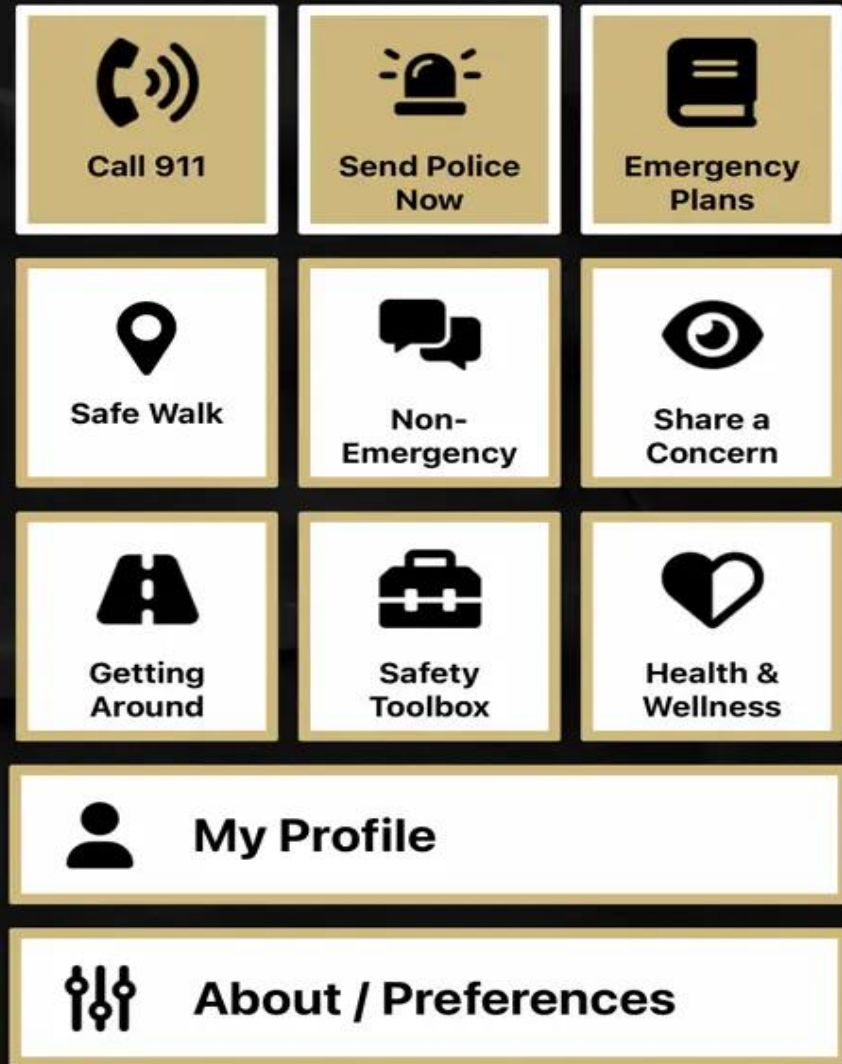 Call 911
Send Police
Now
Emergency
Plans
Safe Walk
Non-
Emergency
Share a
Concern
Getting
Around
Safety
Toolbox
Health &
Wellness
My Profile
About / Preferences